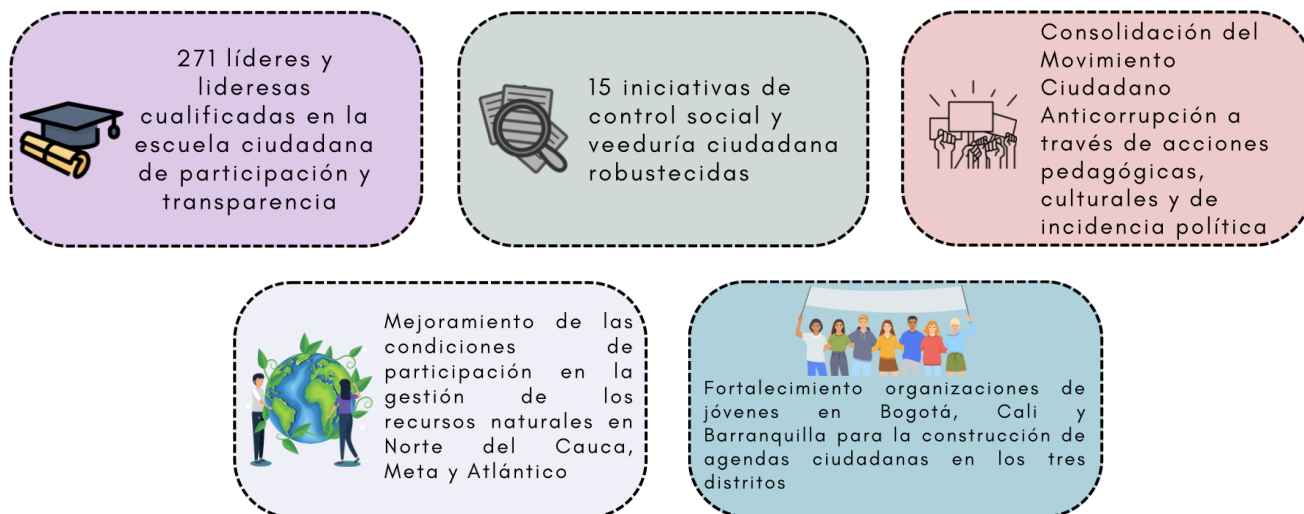 271 líderes y
lideresas
cualificadas en la
escuela ciudadana
de participación y
transparencia
15 iniciativas de
control social y
veeduría ciudadana
robustecidas
Consolidación del
Movimiento
Ciudadano
Anticorrupción a
través de acciones
pedagógicas,
culturales y de
incidencia política
Mejoramiento de las
condiciones de
participación en la
gestión de los
recursos naturales en
Norte del Cauca,
Meta y Atlántico
Fortalecimiento organizaciones de
jóvenes en Bogotá, Cali y
Barranquilla para la construcción de
agendas ciudadanas en los tres
distritos